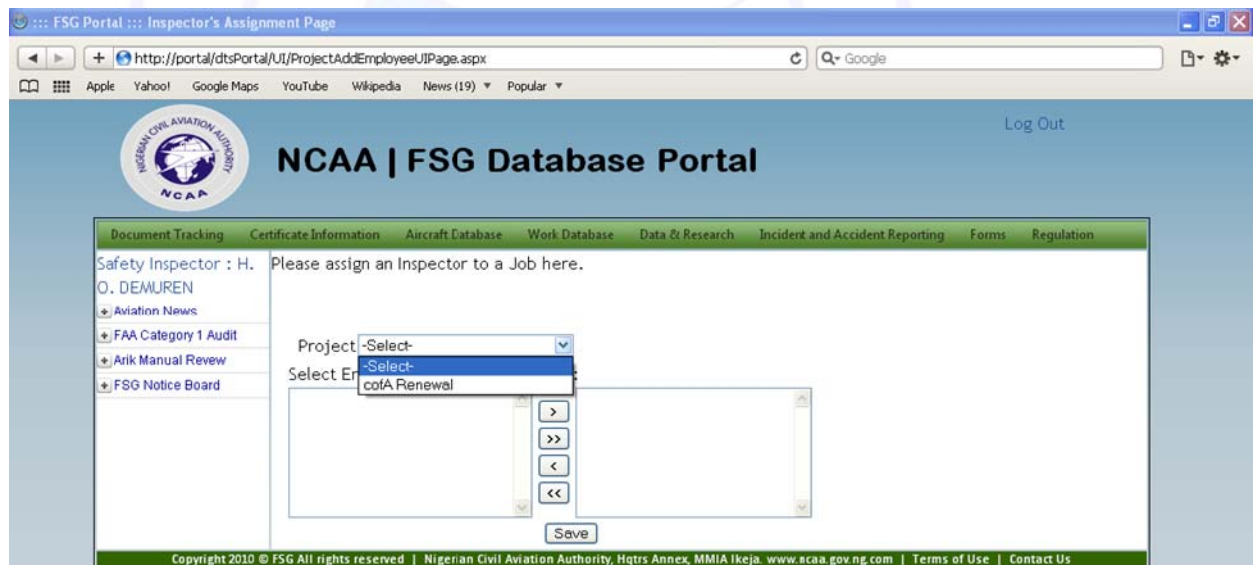 ::: FSG Portal ::: Inspector's Assignment Page
http://portal/dtsPortal/UI/ProjectAddEmployeeUIPage.aspx
Google
Apple Yahoo! Google Maps YouTube Wikipedia News (19) ▼ Popular ▼
NIGERIAN CIVIL AVIATION AUTHORITY
NCAA
NCAA | FSG Database Portal
Log Out
Document Tracking Certificate Information Aircraft Database Work Database Data & Research Incident and Accident Reporting Forms Regulation
Safety Inspector : H. O. DEMUREN
Aviation News
FAA Category 1 Audit
Arik Manual Revew
FSG Notice Board
Please assign an Inspector to a Job here.
Project -Select-
-Select-
cofA Renewal
Select
>
>>
<
<<
Save
Copyright 2010 © FSG All rights reserved | Nigerian Civil Aviation Authority, Hqtrs Annex, MMIA Ikeja. www.ncaa.gov.ng.com | Terms of Use | Contact Us